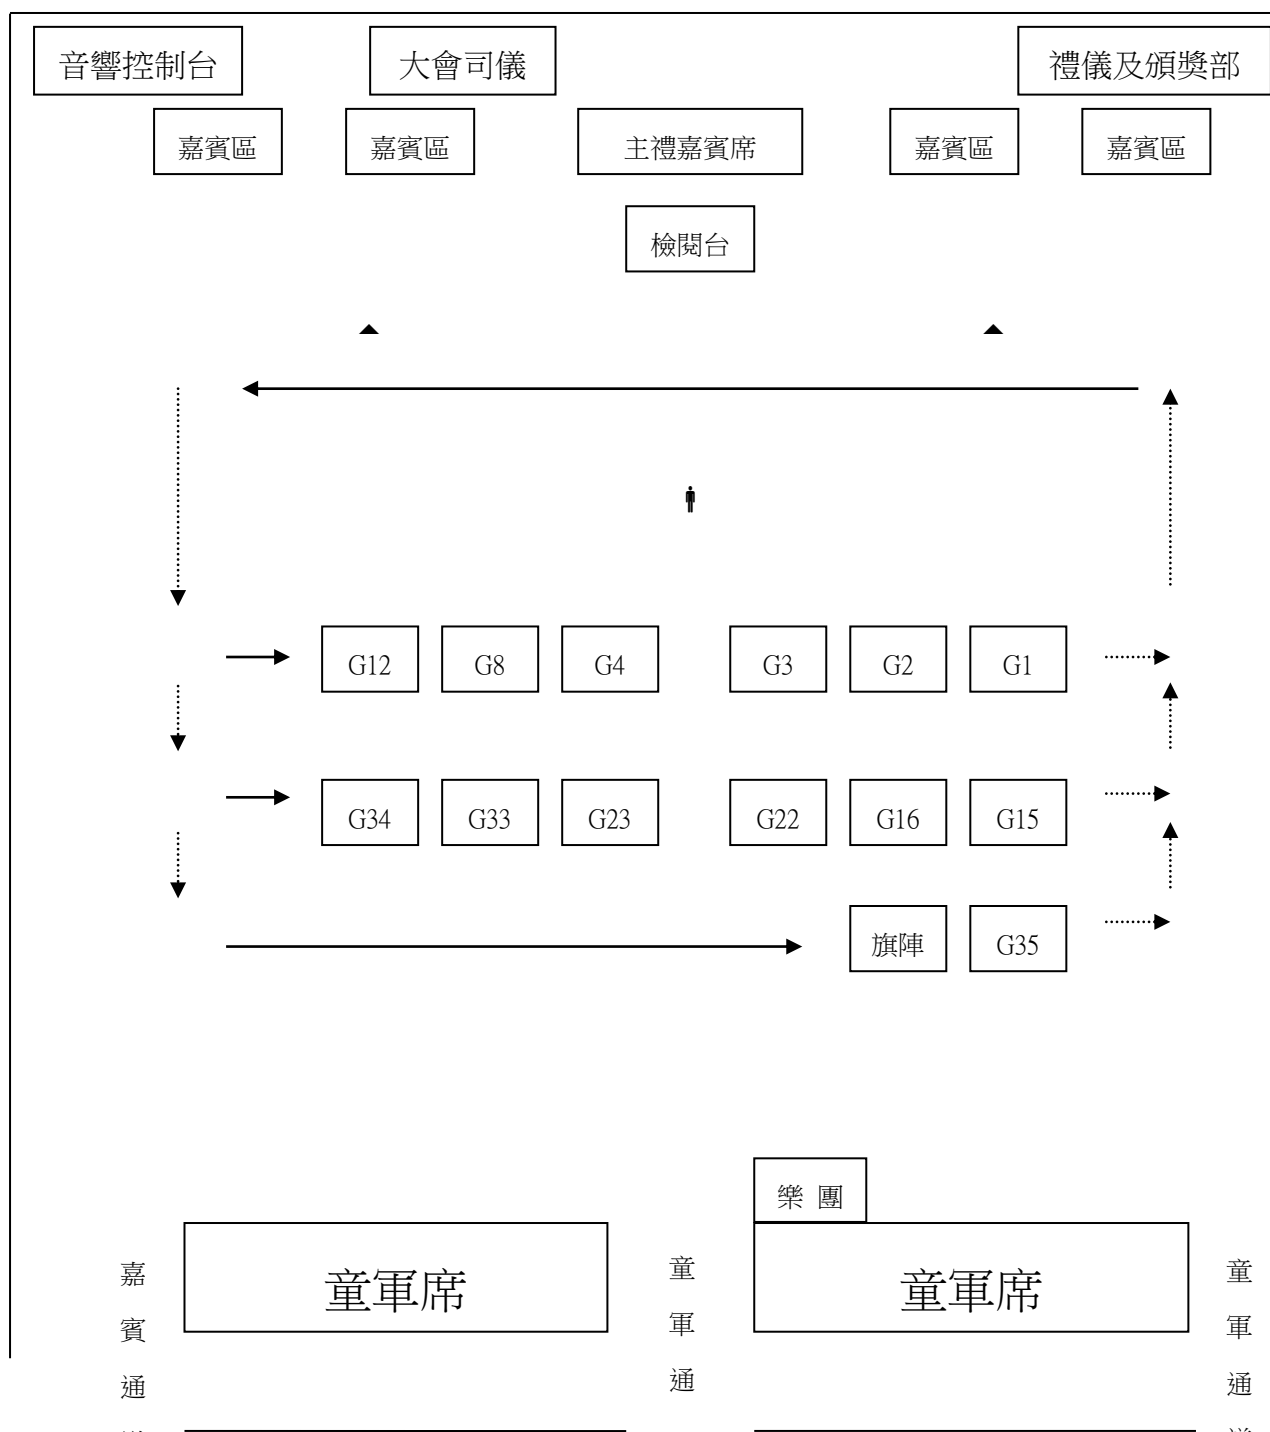 音響控制台 大會司儀 禮儀及頒獎部
嘉賓區 嘉賓區 主禮嘉賓席 嘉賓區 嘉賓區
檢閱台
G12 G8 G4 G3 G2 G1
G34 G33 G23 G22 G16 G15
旗陣 G35
樂 團
童軍席 童軍席
嘉賓通
童軍通
童軍通